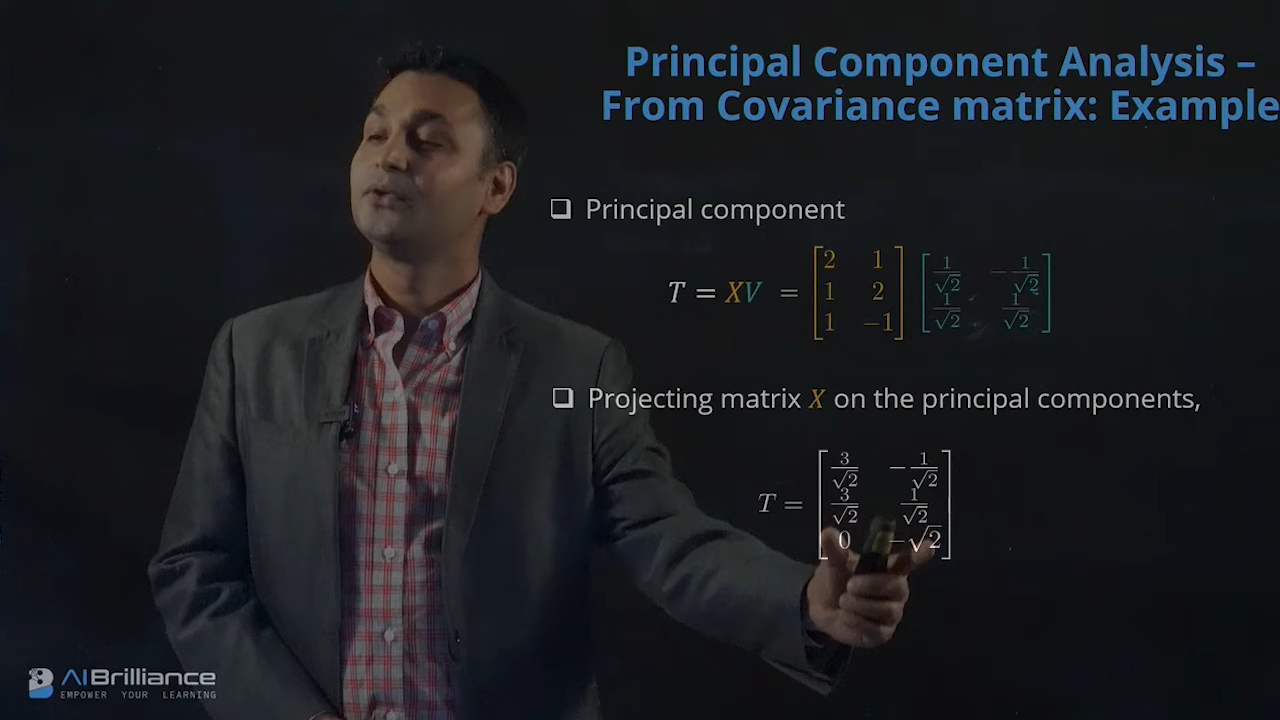 Principal Component Analysis –
From Covariance matrix: Example
❑ Principal component
T = XV = [2 1; 1 2; 1 −1] [1/√2 −1/√2; 1/√2 1/√2]
❑ Projecting matrix X on the principal components,
T = [3/√2 −1/√2; 3/√2 1/√2; 0 −√2]
AIBrilliance
EMPOWER YOUR LEARNING